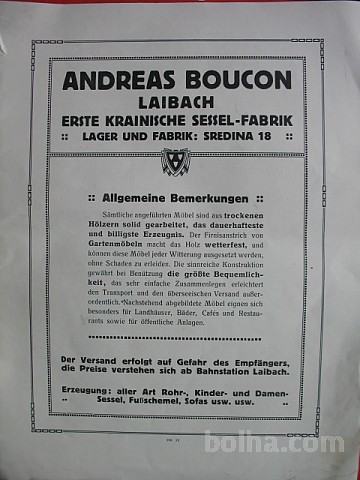 ANDREAS BOUCON
LAIBACH
ERSTE KRAINISCHE SESSEL-FABRIK
:: LAGER UND FABRIK: SREDINA 18 ::
:: Allgemeine Bemerkungen ::
Sämtliche angeführten Möbel sind aus trockenen
Hölzern solid gearbeitet, das dauerhafteste
und billigste Erzeugnis. Der Firnisanstrich von
Gartenmöbeln macht das Holz wetterfest, und
können diese Möbel jeder Witterung ausgesetzt werden,
ohne Schaden zu erleiden. Die sinnreiche Konstruktion
gewährt bei Benützung die größte Bequemlich-
keit, das sehr einfache Zusammenlegen erleichtert
den Transport und den überseeischen Versand außer-
ordentlich. Nachstehend abgebildete Möbel eignen sich
besonders für Landhäuser, Bäder, Cafés und Restau-
rants sowie für öffentliche Anlagen.
Der Versand erfolgt auf Gefahr des Empfängers,
die Preise verstehen sich ab Bahnstation Laibach.
Erzeugung: aller Art Rohr-, Kinder- und Damen-
:: Sessel, Fußschemel, Sofas usw. usw. ::
bolha.com